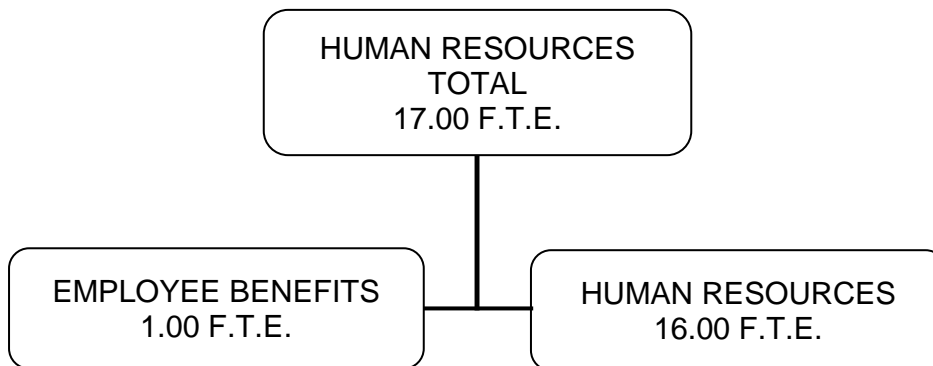 HUMAN RESOURCES
TOTAL
17.00 F.T.E.
EMPLOYEE BENEFITS
1.00 F.T.E.
HUMAN RESOURCES
16.00 F.T.E.